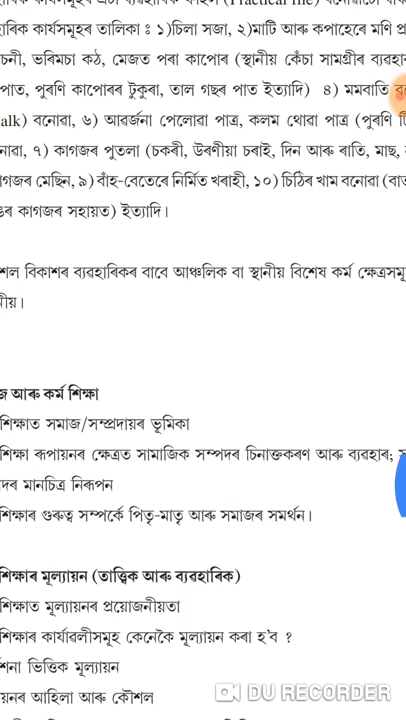 হাৰিক কাৰ্যসমূহৰ তালিকা ঃ ১)চিলা সজা, ২)মাটি আৰু কপাহেৰে মণি প্ৰ
চনী, ভৰিমচা কঠ, মেজত পৰা কাপোৰ (স্থানীয় কেঁচা সামগ্ৰীৰ ব্যৱহাৰ
পাত, পুৰণি কাপোৰৰ টুকুৰা, তাল গছৰ পাত ইত্যাদি) ৪) মমবাতি
alk) বনোৱা, ৬) আৱৰ্জনা পেলোৱা পাত্ৰ, কলম থোৱা পাত্ৰ (পুৰণি
নোৱা, ৭) কাগজৰ পুতলা (চকৰী, উৰণীয়া চৰাই, দিন আৰু ৰাতি, মাছ,
াগজৰ মেছিন, ৯) বাঁহ-বেতেৰে নিৰ্মিত খৰাহী, ১০) চিঠিৰ খাম বনোৱা (বা
ঙৰ কাগজৰ সহায়ত) ইত্যাদি।
শল বিকাশৰ ব্যৱহাৰিকৰ বাবে আঞ্চলিক বা স্থানীয় বিশেষ কৰ্ম ক্ষেত্ৰসমূ
নীয়।
জ আৰু কৰ্ম শিক্ষা
শিক্ষাত সমাজ/সম্প্ৰদায়ৰ ভূমিকা
শিক্ষা ৰূপায়নৰ ক্ষেত্ৰত সামাজিক সম্পদৰ চিনাক্তকৰণ আৰু ব্যৱহাৰ;
দৰ মানচিত্ৰ নিৰূপন
শিক্ষাৰ গুৰুত্ব সম্পৰ্কে পিতৃ-মাতৃ আৰু সমাজৰ সমৰ্থন।
শিক্ষাৰ মূল্যায়ন (তাত্ত্বিক আৰু ব্যৱহাৰিক)
শিক্ষাত মূল্যায়নৰ প্ৰয়োজনীয়তা
শিক্ষাৰ কাৰ্যাৱলীসমূহ কেনেকৈ মূল্যায়ন কৰা হ'ব ?
ৰ্শনা ভিত্তিক মূল্যায়ন
য়নৰ আহিলা আৰু কৌশল
DU RECORDER